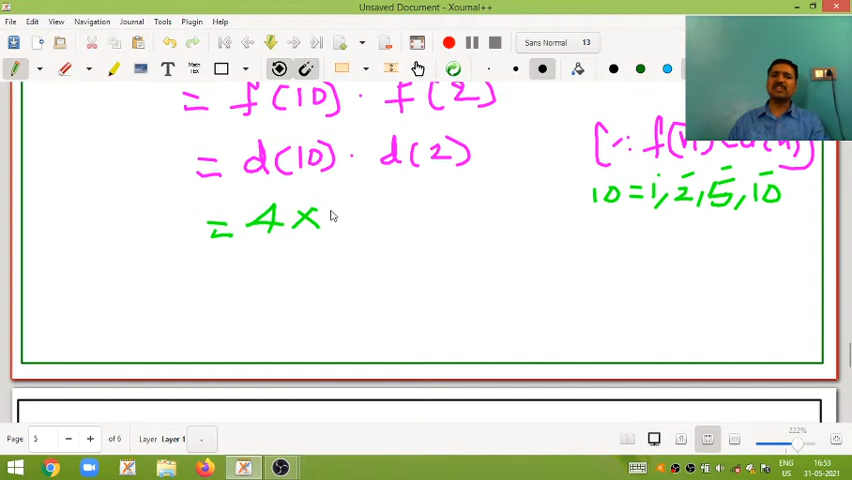 Unsaved Document - Xournal++
File Edit View Navigation Journal Tools Plugin Help
Sans Normal 13
Math TeX
= f(10) · f(2)
= d(10) · d(2)
10 = 1, 2, 5, 10
= 4 ×
Page 5 of 6 Layer Layer 1
222%
ENG 16:53
US 31-05-2021